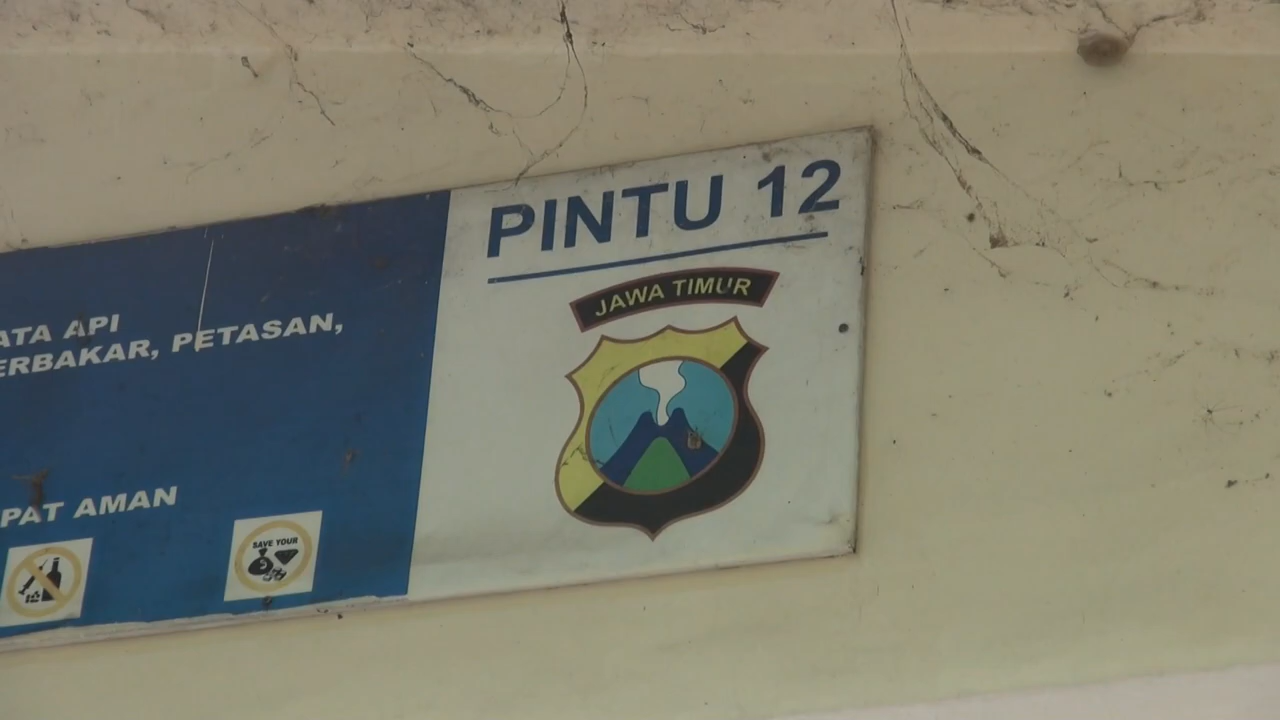 PINTU 12
JAWA TIMUR
ATA API
ERBAKAR, PETASAN,
PAT AMAN
SAVE YOUR